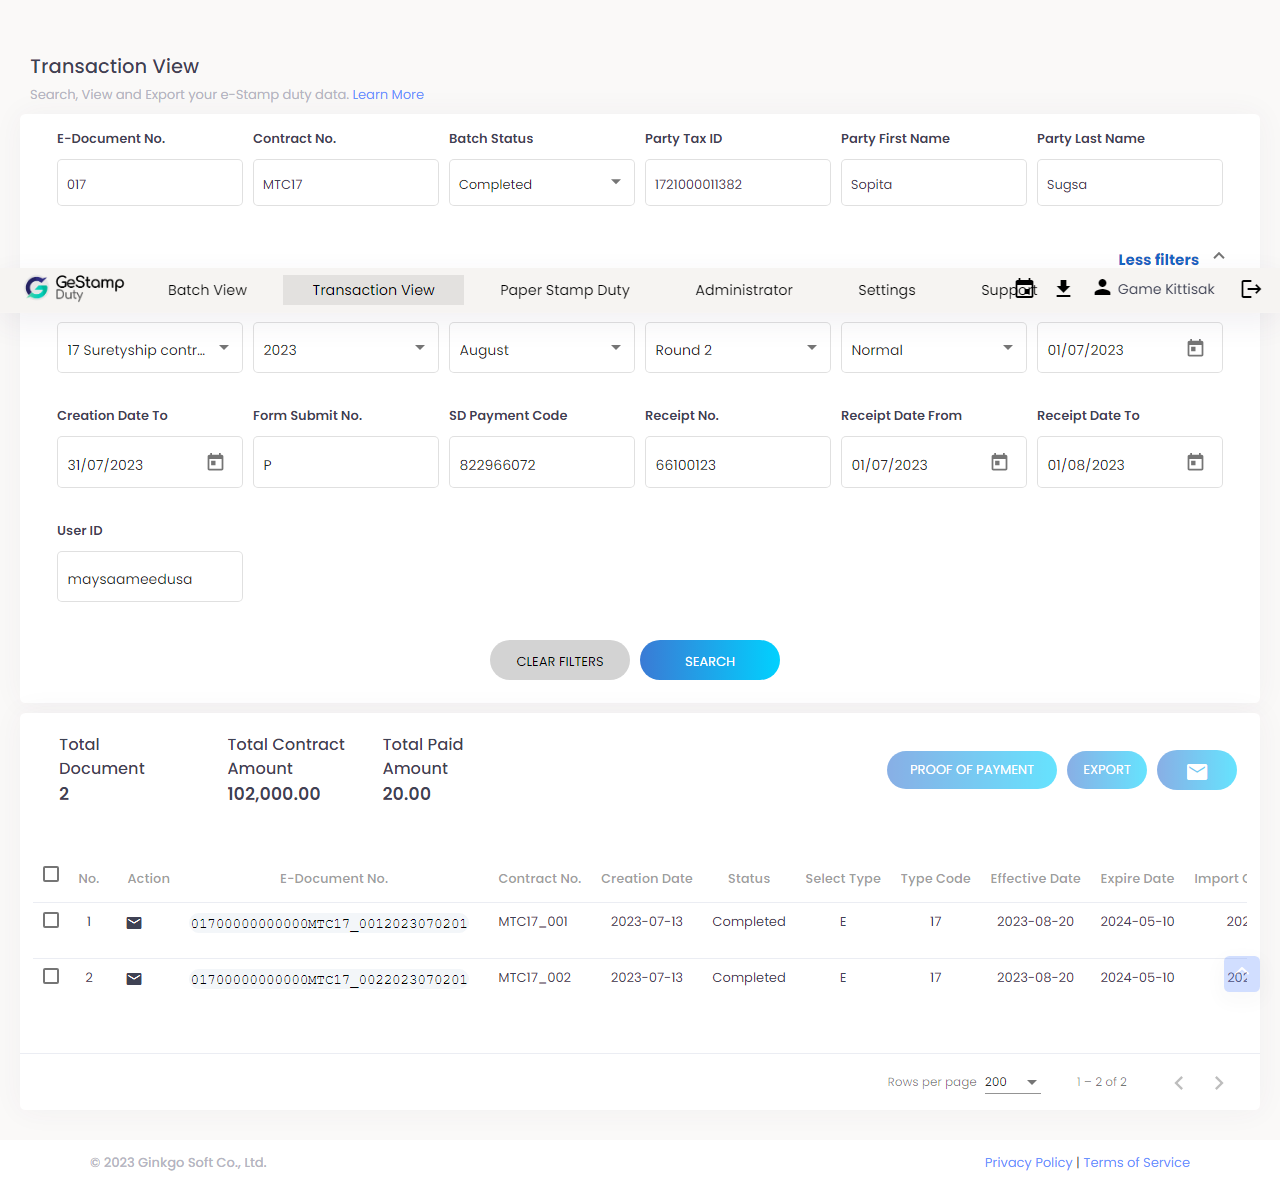 Transaction View
Search, View and Export your e-Stamp duty data. Learn More
E-Document No. Contract No. Batch Status Party Tax ID Party First Name Party Last Name
017 MTC17 Completed 1721000011382 Sopita Sugsa
Less filters
GeStamp Duty Batch View Transaction View Paper Stamp Duty Administrator Settings Support Game Kittisak
17 Suretyship contr... 2023 August Round 2 Normal 01/07/2023
Creation Date To Form Submit No. SD Payment Code Receipt No. Receipt Date From Receipt Date To
31/07/2023 P 822966072 66100123 01/07/2023 01/08/2023
User ID
maysaameedusa
CLEAR FILTERS SEARCH
Total Document Total Contract Amount Total Paid Amount
2 102,000.00 20.00
PROOF OF PAYMENT EXPORT
No. Action E-Document No. Contract No. Creation Date Status Select Type Type Code Effective Date Expire Date Import
1 01700000000000MTC17_0012023070201 MTC17_001 2023-07-13 Completed E 17 2023-08-20 2024-05-10 202
2 01700000000000MTC17_0022023070201 MTC17_002 2023-07-13 Completed E 17 2023-08-20 2024-05-10 202
Rows per page 200 1 – 2 of 2
© 2023 Ginkgo Soft Co., Ltd. Privacy Policy | Terms of Service